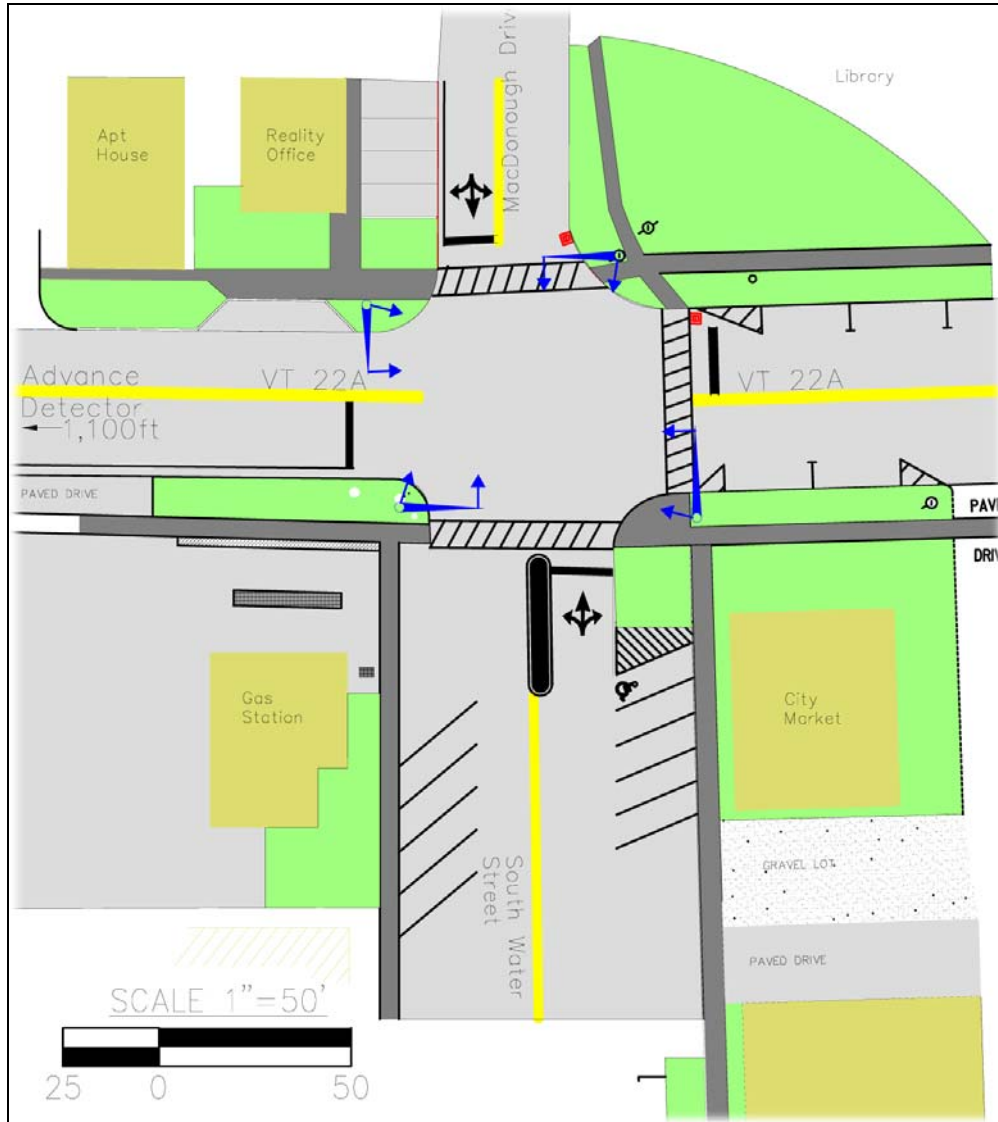 MacDonough Driv
Library
Apt
House
Reality
Office
Advance
Detector
1,100ft
VT 22A
VT 22A
PAVED DRIVE
PAV
DRIV
Gas
Station
City
Market
South Water
Street
GRAVEL LOT
PAVED DRIVE
SCALE 1"=50'
25 0 50